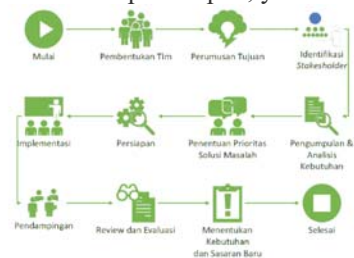 Mulai
Pembentukan Tim
Perumusan Tujuan
Identifikasi
Stakeholder
Implementasi
Persiapan
Penentuan Prioritas
Solusi Masalah
Pengumpulan &
Analisis
Kebutuhan
Pendampingan
Review dan Evaluasi
Menentukan
Kebutuhan
dan Sasaran Baru
Selesai